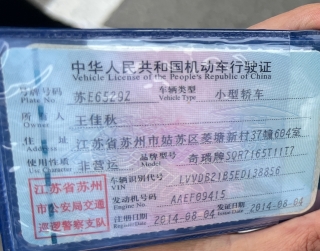 中华人民共和国机动车行驶证
Vehicle License of the People's Republic of China
号牌号码 苏E6529Z 车辆类型 小型轿车
Plate No. Vehicle Type
所有人 王佳秋
Owner
住址 江苏省苏州市姑苏区菱塘新村37幢604室
Address
使用性质 非营运 品牌型号 奇瑞牌SQR7165T11T7
Use Character Model
江苏省苏州市公安局交通巡逻警察支队
车辆识别代号
VIN
发动机号码 AAEF09415
Engine No.
注册日期 2014-08-04 发证日期 2014-08-04
Register Date Issue Date